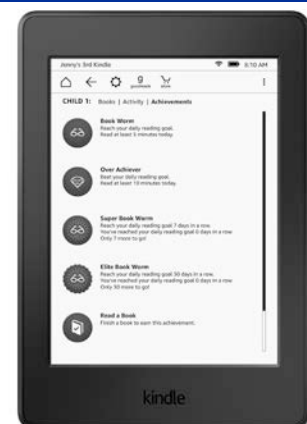 Jonny's 3rd Kindle 6:10 AM
goodreads store
CHILD 1: Books | Activity | Achievements
Book Worm
Reach your daily reading goal.
Read at least 5 minutes today.
Over Achiever
Beat your daily reading goal.
Read at least 10 minutes today.
Super Book Worm
Reach your daily reading goal 7 days in a row.
You've reached your daily reading goal 0 days in a row.
Only 7 more to go!
Elite Book Worm
Reach your daily reading goal 30 days in a row.
You've reached your daily reading goal 0 days in a row.
Only 30 more to go!
Read a Book
Finish a book to earn this achievement.
kindle